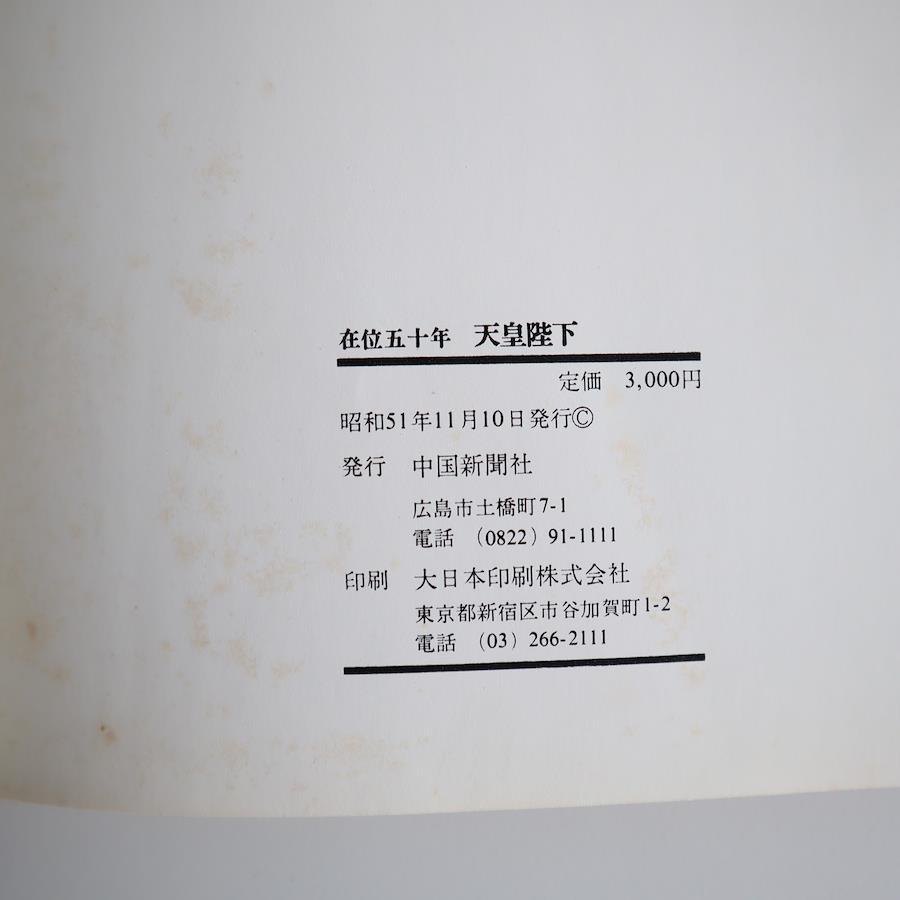 在位五十年　天皇陛下
定価　3,000円
昭和51年11月10日発行©
発行　中国新聞社
広島市土橋町7-1
電話　(0822) 91-1111
印刷　大日本印刷株式会社
東京都新宿区市谷加賀町1-2
電話　(03) 266-2111